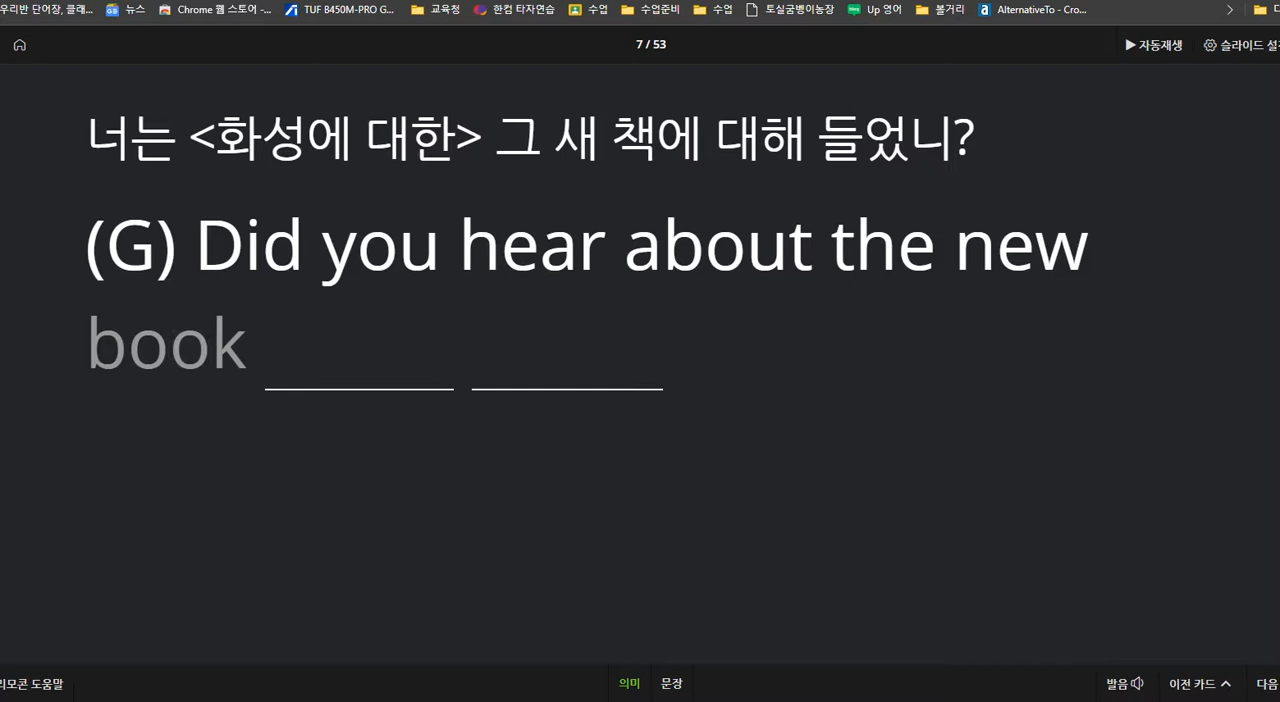 우리반 단어장, 클래... 뉴스 Chrome 웹 스토어 -... TUF B450M-PRO G... 교육청 한컴 타자연습 수업 수업준비 수업 토실굼벵이농장 Up 영어 볼거리 AlternativeTo - Cro...
7 / 53 자동재생 슬라이드
너는 <화성에 대한> 그 새 책에 대해 들었니?
(G) Did you hear about the new
book
리모콘 도움말 의미 문장 발음 이전 카드 다음